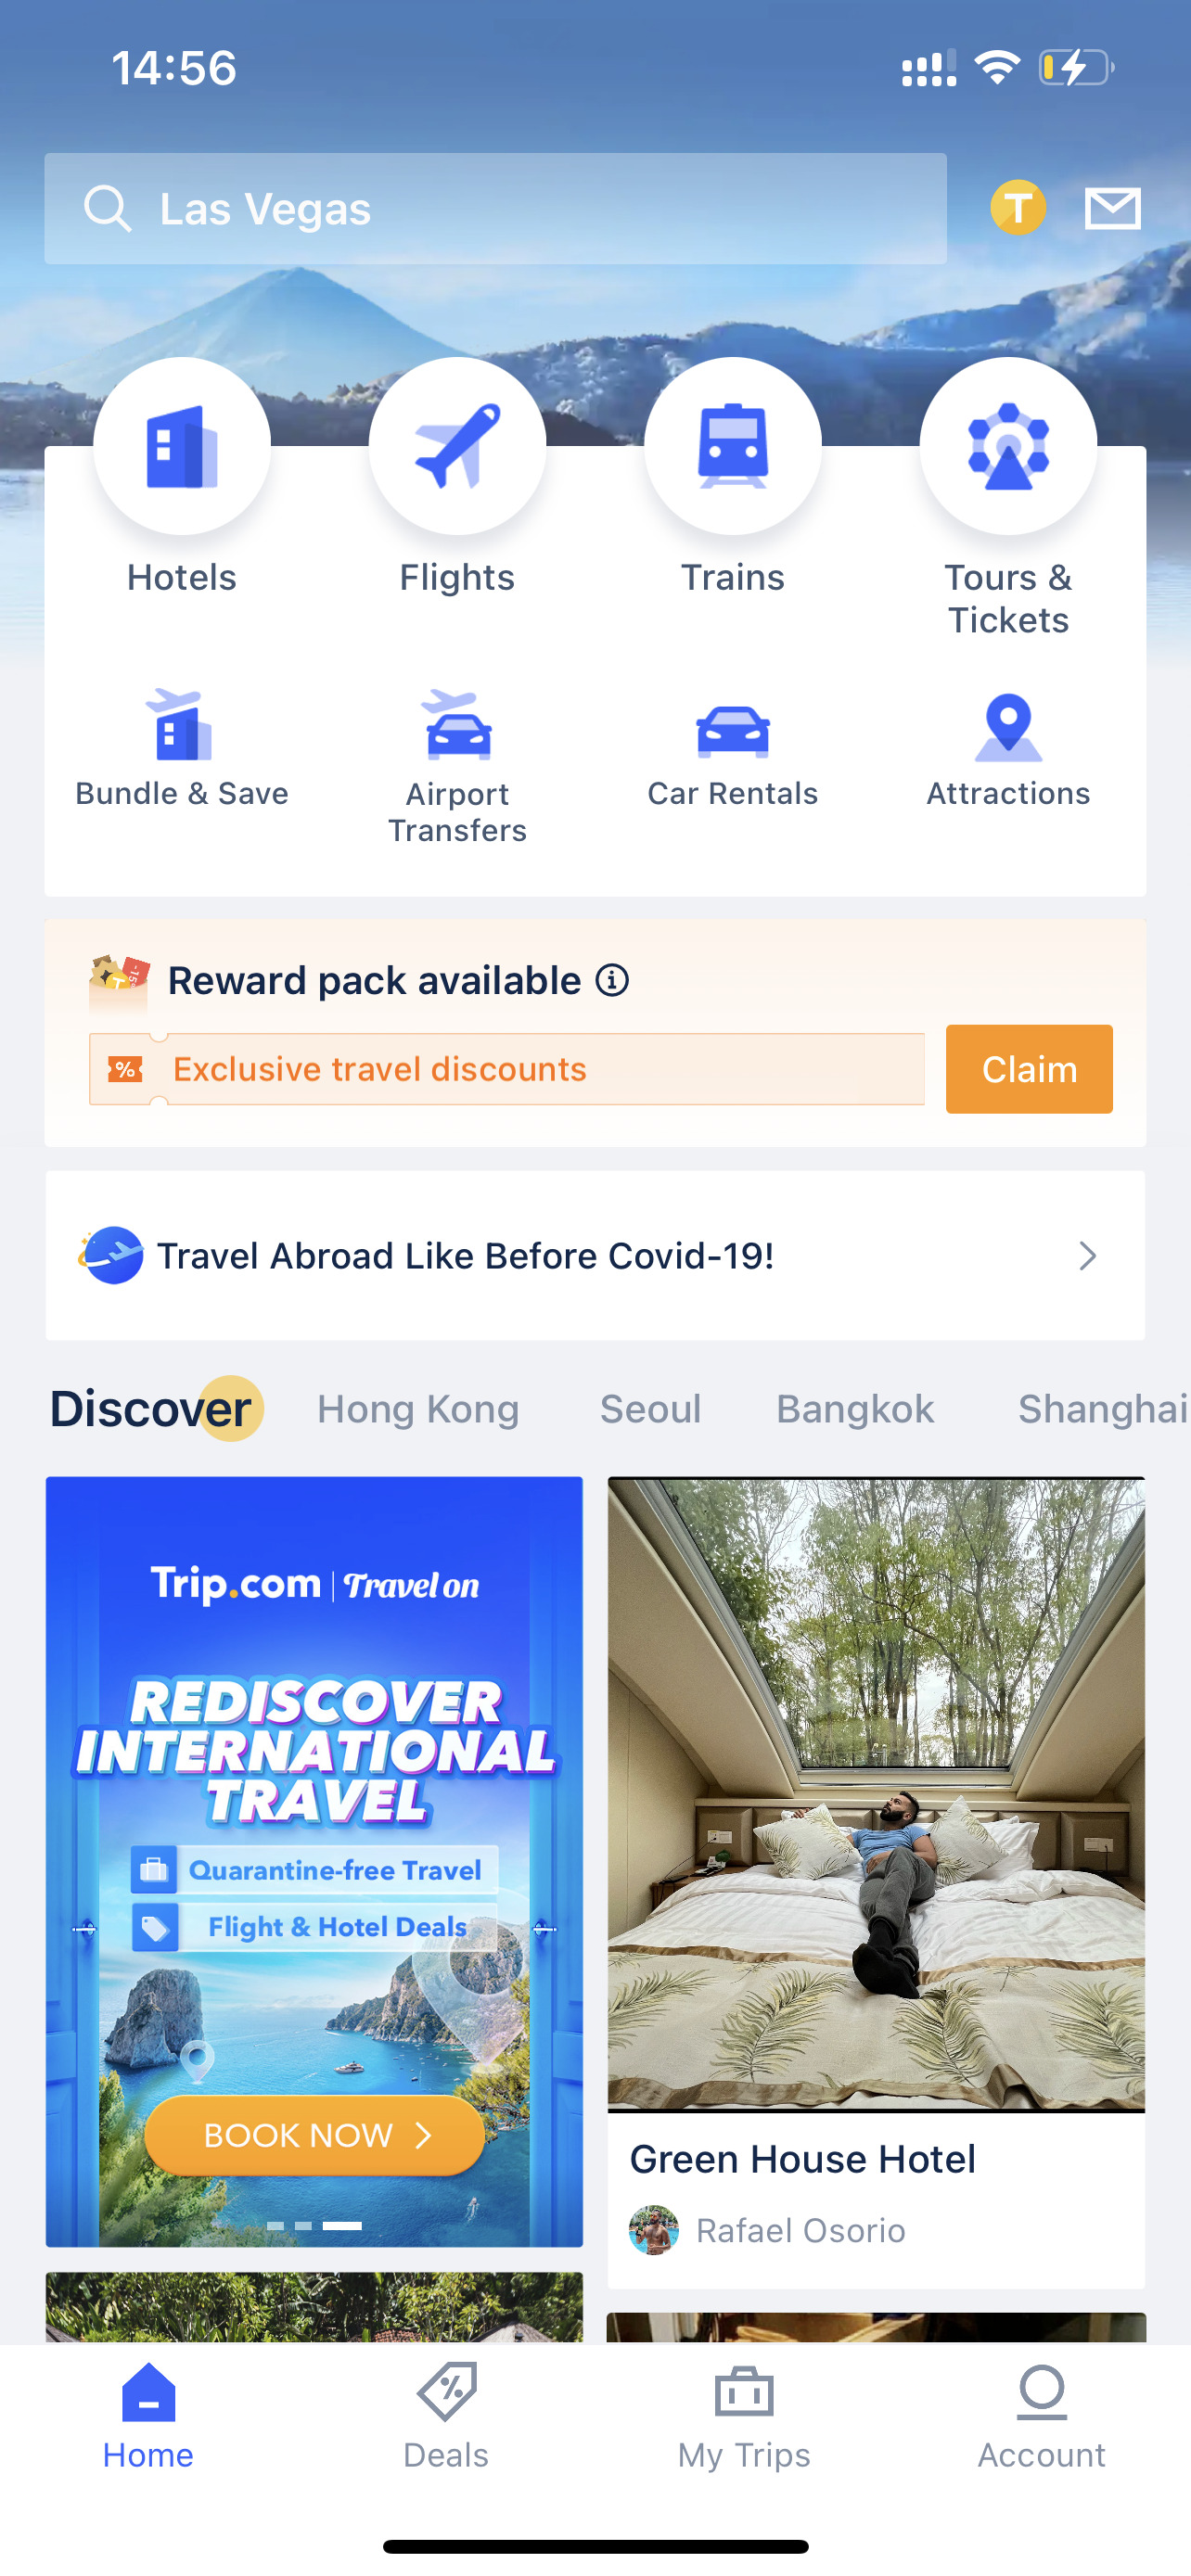 14:56
Las Vegas
T
Hotels
Flights
Trains
Tours &
Tickets
Bundle & Save
Airport
Transfers
Car Rentals
Attractions
Reward pack available
%
Exclusive travel discounts
Claim
Travel Abroad Like Before Covid-19!
Discover
Hong Kong
Seoul
Bangkok
Shanghai
Trip.com | Travel on
REDISCOVER
INTERNATIONAL
TRAVEL
Quarantine-free Travel
Flight & Hotel Deals
BOOK NOW
Green House Hotel
Rafael Osorio
Home
Deals
My Trips
Account